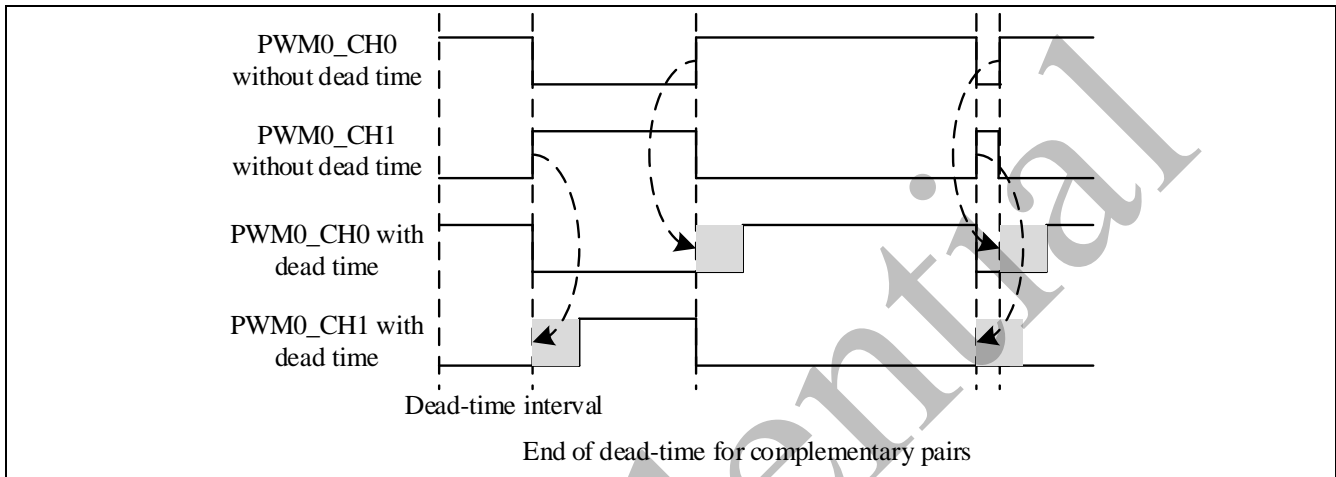 PWM0_CH0
without dead time
PWM0_CH1
without dead time
PWM0_CH0 with
dead time
PWM0_CH1 with
dead time
Dead-time interval
End of dead-time for complementary pairs
ential